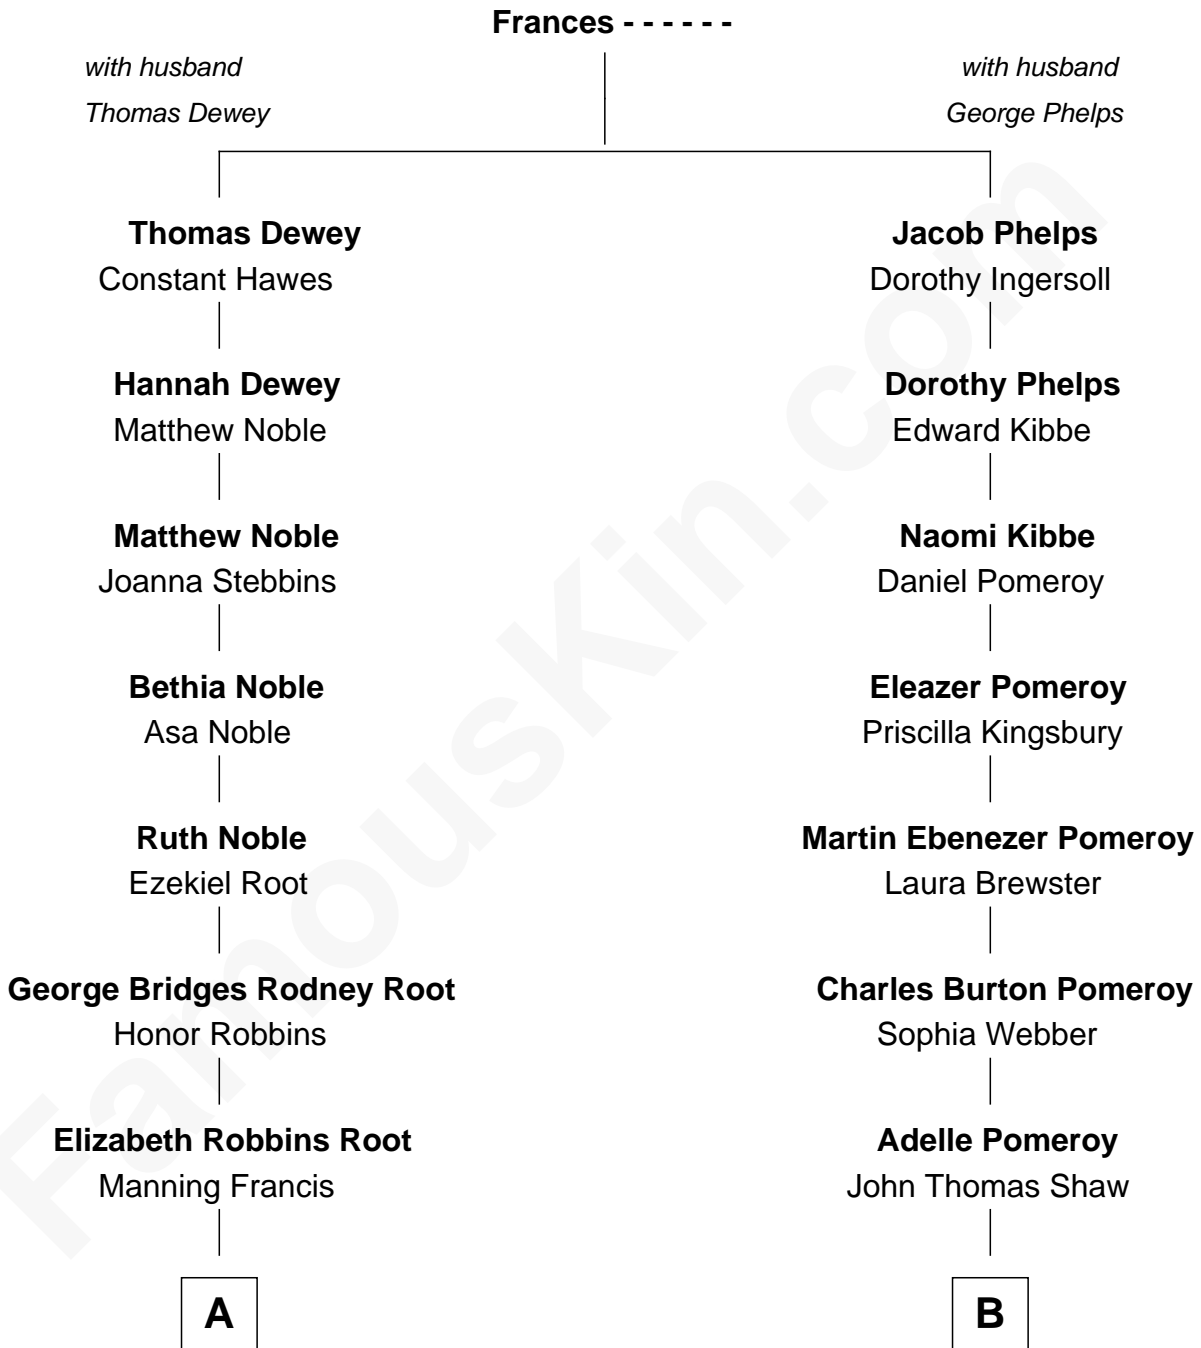 Frances - - - - - -
with husband
Thomas Dewey
with husband
George Phelps
Thomas Dewey
Constant Hawes
Jacob Phelps
Dorothy Ingersoll
Hannah Dewey
Matthew Noble
Dorothy Phelps
Edward Kibbe
Matthew Noble
Joanna Stebbins
Naomi Kibbe
Daniel Pomeroy
Bethia Noble
Asa Noble
Eleazer Pomeroy
Priscilla Kingsbury
Ruth Noble
Ezekiel Root
Martin Ebenezer Pomeroy
Laura Brewster
George Bridges Rodney Root
Honor Robbins
Charles Burton Pomeroy
Sophia Webber
Elizabeth Robbins Root
Manning Francis
Adelle Pomeroy
John Thomas Shaw
A
B
FamousKin.com